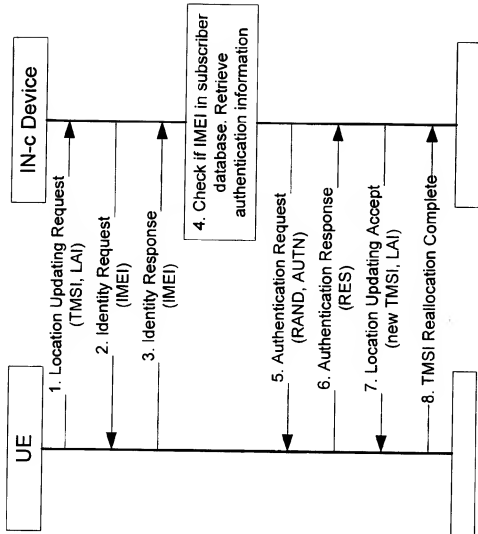 UE
IN-c Device
1. Location Updating Request
(TMSI, LAI)
2. Identity Request
(IMEI)
3. Identity Response
(IMEI)
4. Check if IMEI in subscriber
database. Retrieve
authentication information
5. Authentication Request
(RAND, AUTN)
6. Authentication Response
(RES)
7. Location Updating Accept
(new TMSI, LAI)
8. TMSI Reallocation Complete